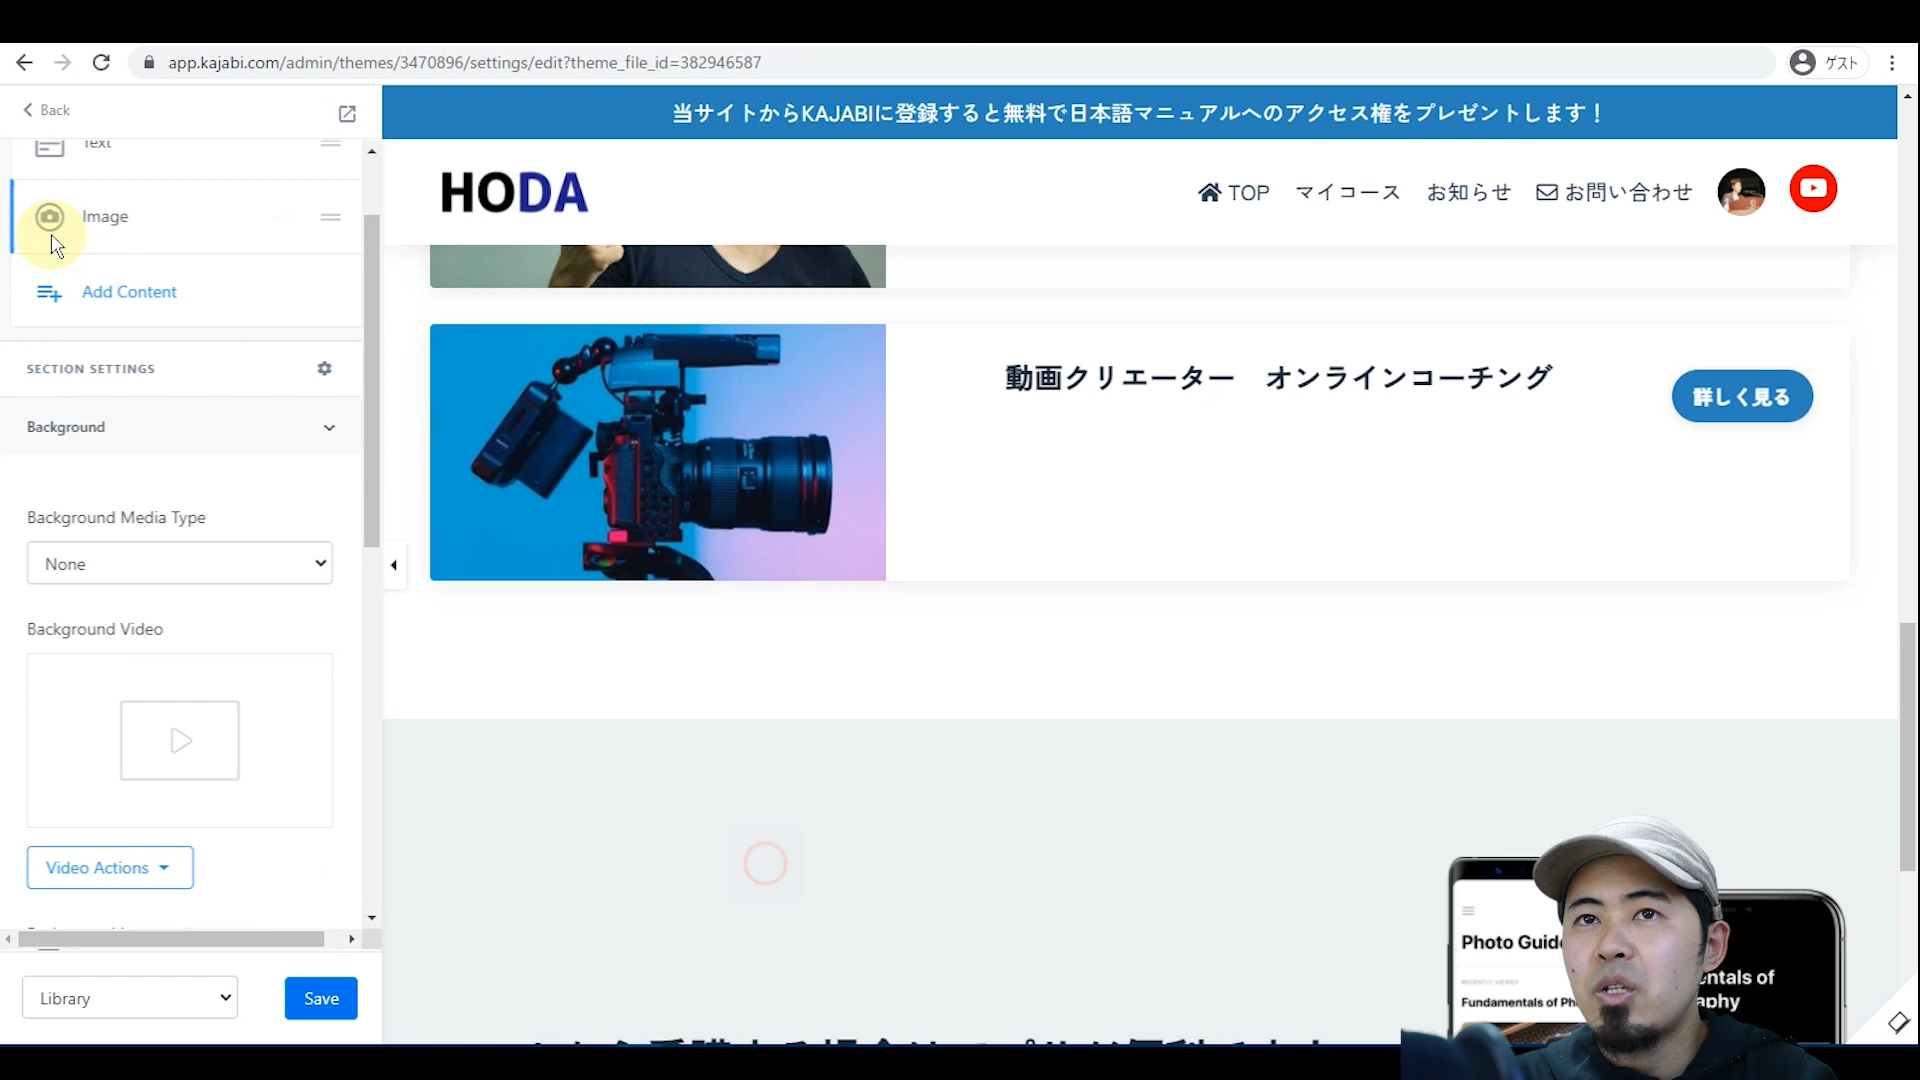 app.kajabi.com/admin/themes/3470896/settings/edit?theme_file_id=382946587
ゲスト
Back
Text
Image
Add Content
SECTION SETTINGS
Background
Background Media Type
None
Background Video
Video Actions
Library
Save
当サイトからKAJABIに登録すると無料で日本語マニュアルへのアクセス権をプレゼントします！
HODA
TOP
マイコース
お知らせ
お問い合わせ
動画クリエーター　オンラインコーチング
詳しく見る
Photo Guide
RECENTLY VIEWED
Fundamentals of Ph
entals of
aphy